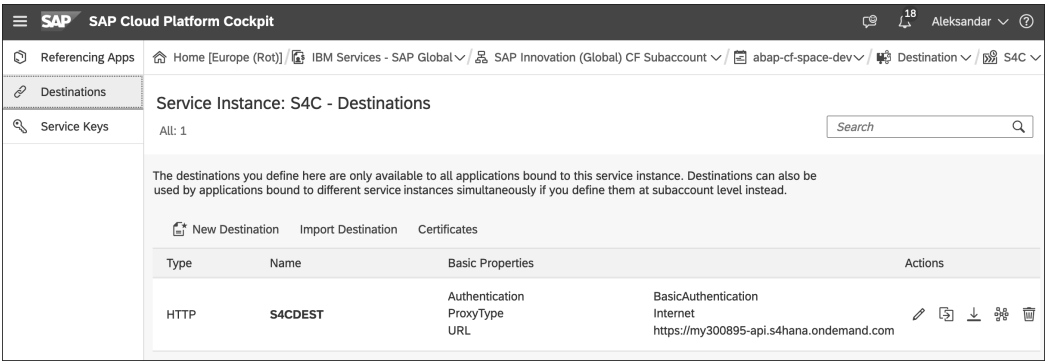 SAP SAP Cloud Platform Cockpit 18 Aleksandar
Referencing Apps
Destinations
Service Keys
Home [Europe (Rot)] / IBM Services - SAP Global / SAP Innovation (Global) CF Subaccount / abap-cf-space-dev / Destination / S4C
Service Instance: S4C - Destinations
All: 1
Search
The destinations you define here are only available to all applications bound to this service instance. Destinations can also be
used by applications bound to different service instances simultaneously if you define them at subaccount level instead.
New Destination Import Destination Certificates
Type Name Basic Properties Actions
HTTP S4CDEST
Authentication BasicAuthentication
ProxyType Internet
URL https://my300895-api.s4hana.ondemand.com